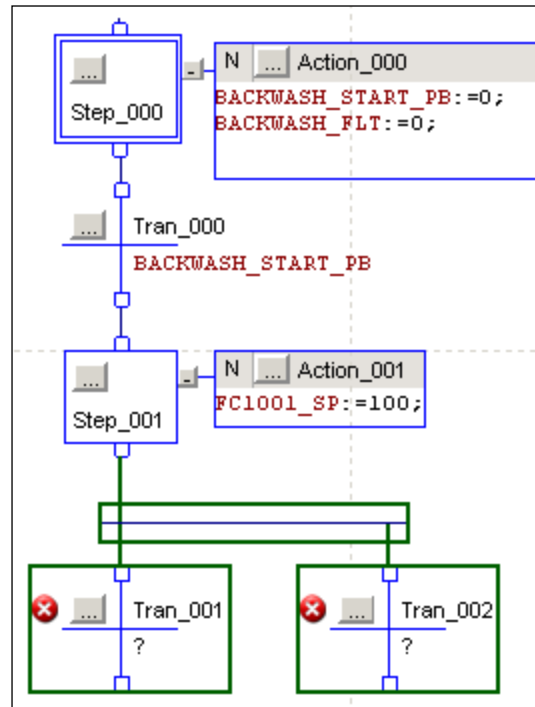 N ... Action_000
...
BACKWASH_START_PB:=0;
Step_000
BACKWASH_FLT:=0;
... Tran_000
BACKWASH_START_PB
N ... Action_001
...
FC1001_SP:=100;
Step_001
... Tran_001
?
... Tran_002
?